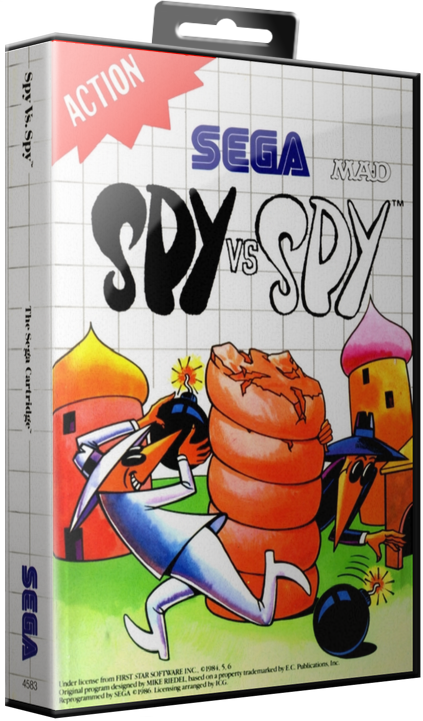 ACTION
SEGA
MAD
SPY vs SPY™
Under license from FIRST STAR SOFTWARE INC., ©1984, 5, 6
Original program designed by MIKE RIEDEL, based on a property trademarked by E.C. Publications, Inc
Reprogrammed by SEGA ©1986. Licensing arranged by ICG.
Spy Vs. Spy™
The Sega Cartridge™
SEGA
4583